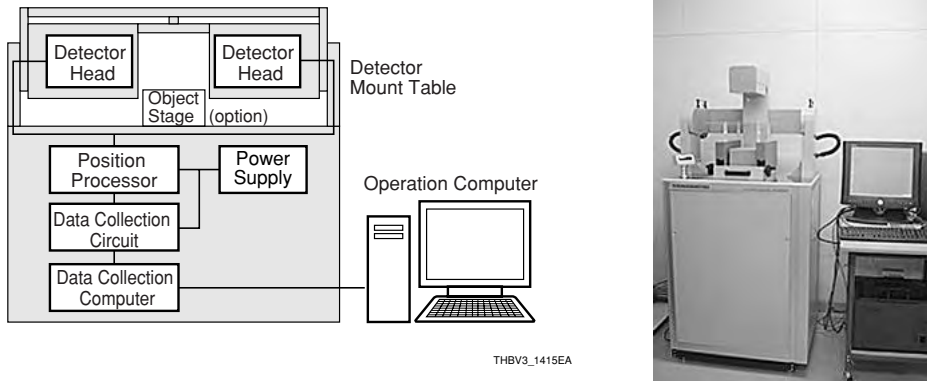 Detector
Head
Detector
Head
Detector
Mount Table
Object
Stage (option)
Position
Processor
Power
Supply
Operation Computer
Data Collection
Circuit
Data Collection
Computer
THBV3_1415EA